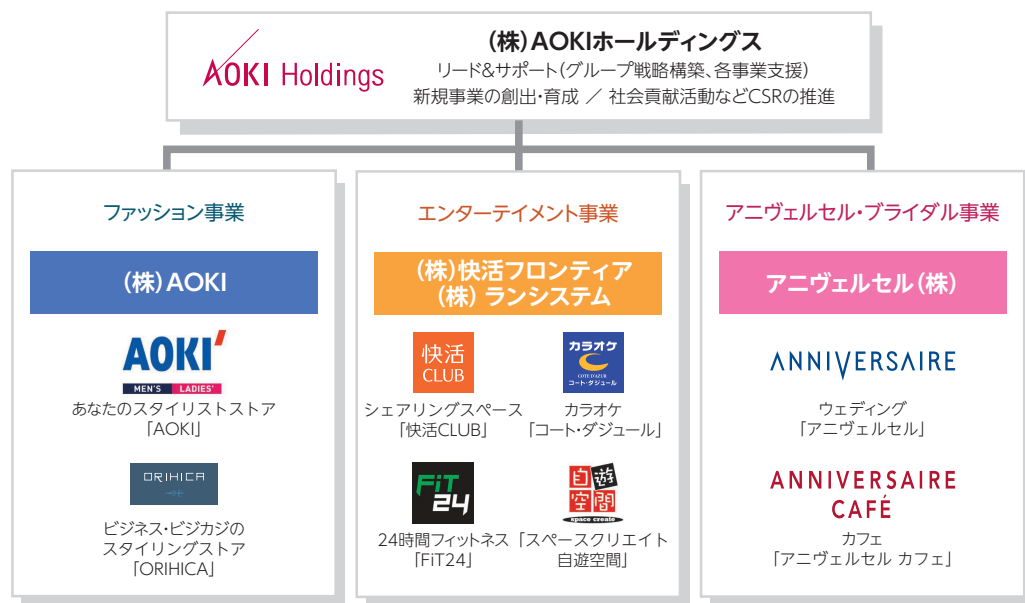 AOKI Holdings
(株)AOKIホールディングス
リード&サポート(グループ戦略構築、各事業支援)
新規事業の創出・育成 / 社会貢献活動などCSRの推進
ファッション事業
(株)AOKI
AOKI
MEN'S LADIES'
あなたのスタイリストストア
「AOKI」
ORIHICA
ビジネス・ビジカジの
スタイリングストア
「ORIHICA」
エンターテイメント事業
(株)快活フロンティア
(株) ランシステム
快活
CLUB
シェアリングスペース
「快活CLUB」
カラオケ
COTE D'AZUR
コート・ダジュール
カラオケ
「コート・ダジュール」
FiT
24
24時間フィットネス
「FiT24」
自遊
空間
space create
「スペースクリエイト
自遊空間」
アニヴェルセル・ブライダル事業
アニヴェルセル(株)
ANNIVERSAIRE
ウェディング
「アニヴェルセル」
ANNIVERSAIRE
CAFÉ
カフェ
「アニヴェルセル カフェ」